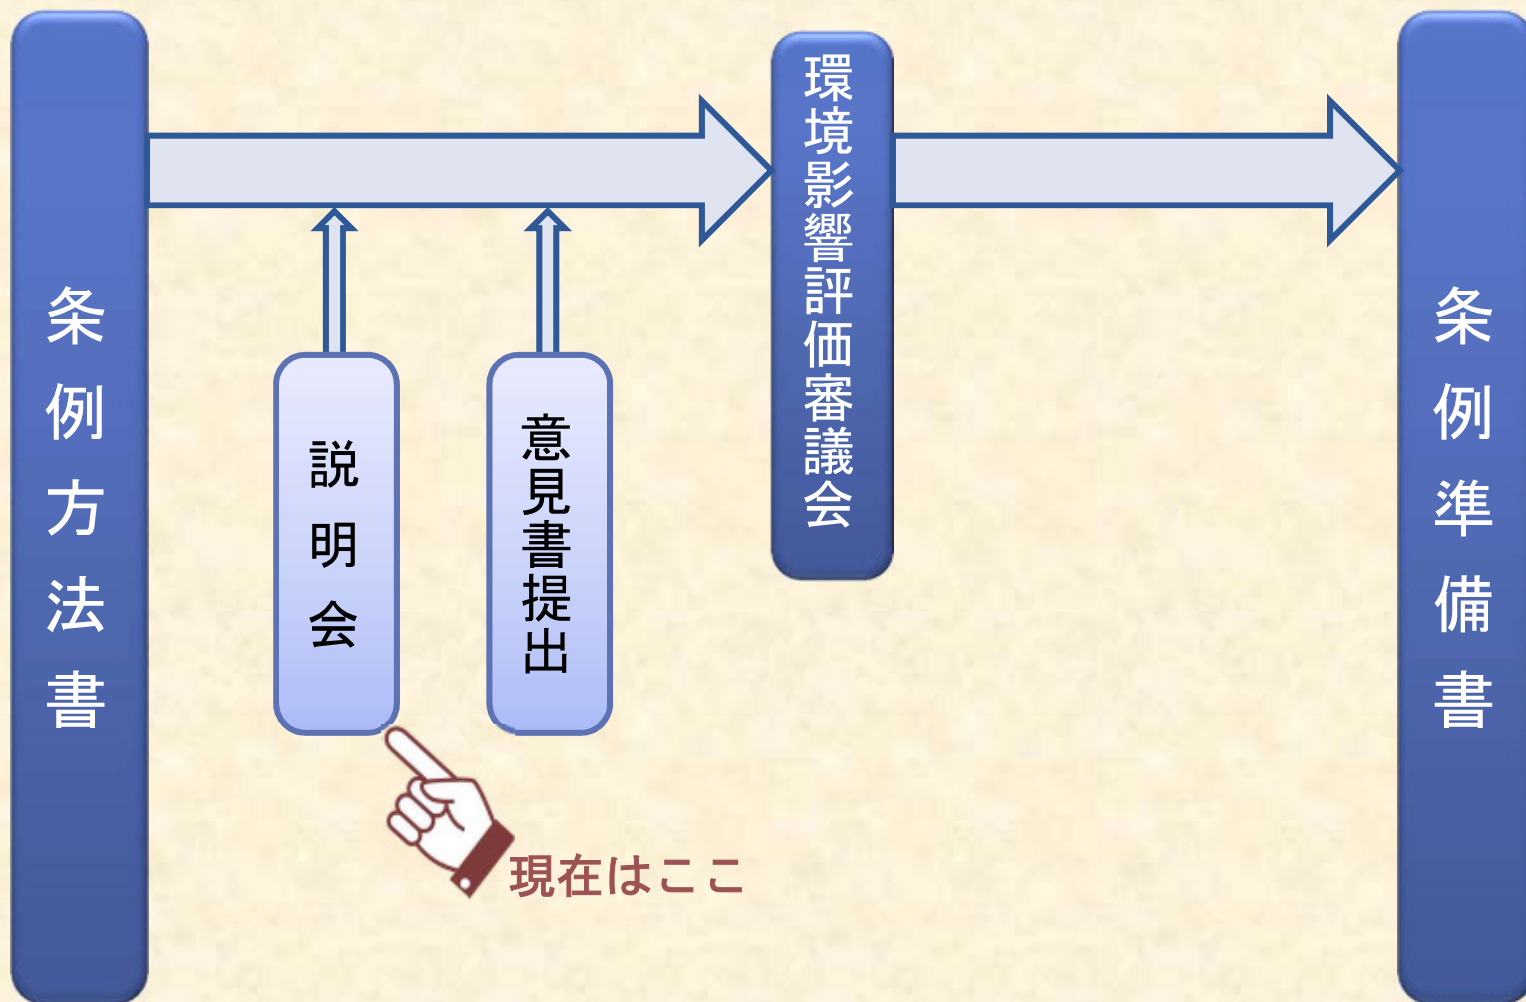 条例方法書
説明会
意見書提出
環境影響評価審議会
条例準備書
現在はここ